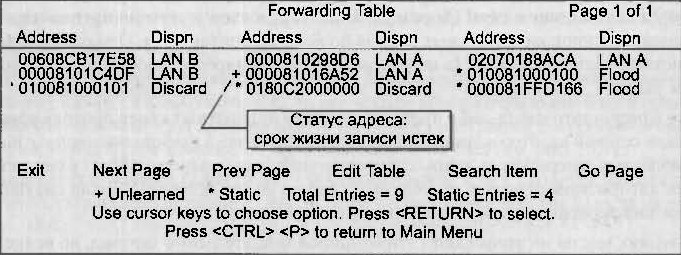 Forwarding Table Page 1 of 1
Address Dispn Address Dispn Address Dispn
00608CB17E58 LAN B 0000810298D6 LAN A 02070188ACA LAN A
00008101C4DF LAN B + 000081016A52 LAN A * 010081000100 Flood
* 010081000101 Discard * 0180C2000000 Discard * 000081FFD166 Flood
Статус адреса:
срок жизни записи истек
Exit Next Page Prev Page Edit Table Search Item Go Page
+ Unlearned * Static Total Entries = 9 Static Entries = 4
Use cursor keys to choose option. Press <RETURN> to select.
Press <CTRL> <P> to return to Main Menu